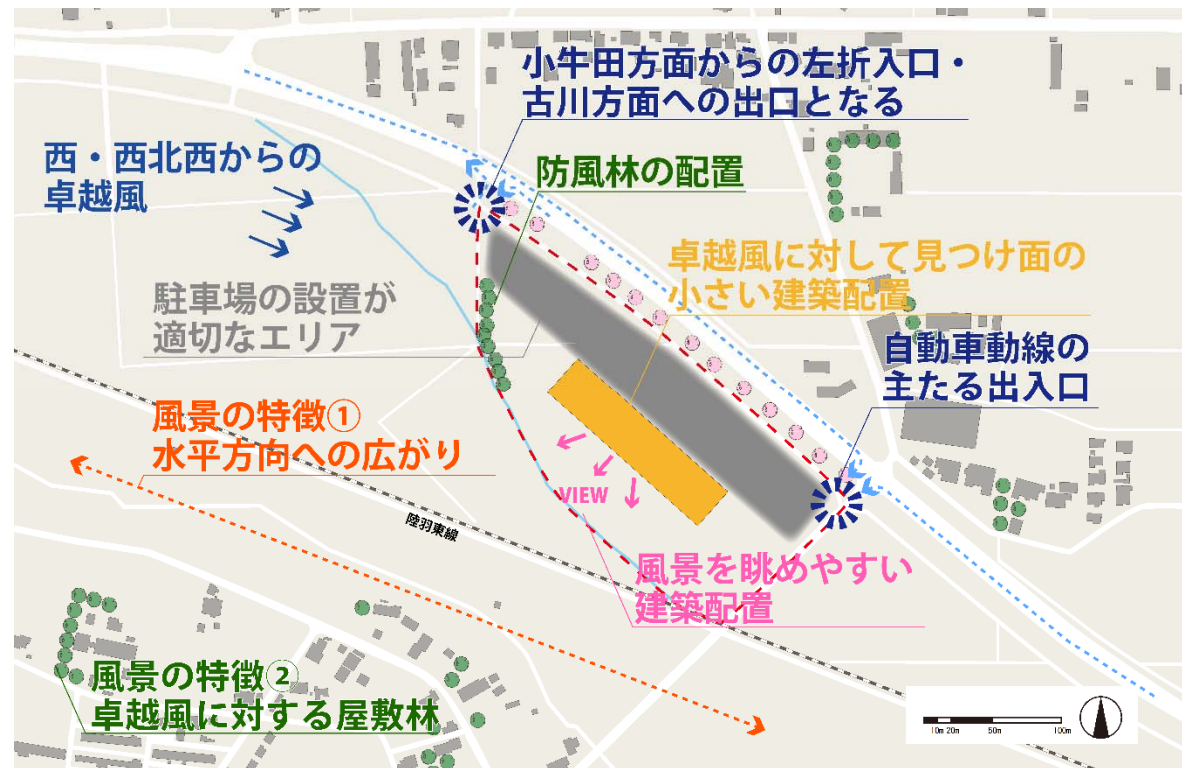 小牛田方面からの左折入口・
古川方面への出口となる
西・西北西からの
卓越風
防風林の配置
卓越風に対して見つけ面の
小さい建築配置
駐車場の設置が
適切なエリア
自動車動線の
主たる出入口
風景の特徴①
水平方向への広がり
VIEW
陸羽東線
風景を眺めやすい
建築配置
風景の特徴②
卓越風に対する屋敷林
10m 20m 50m 100m